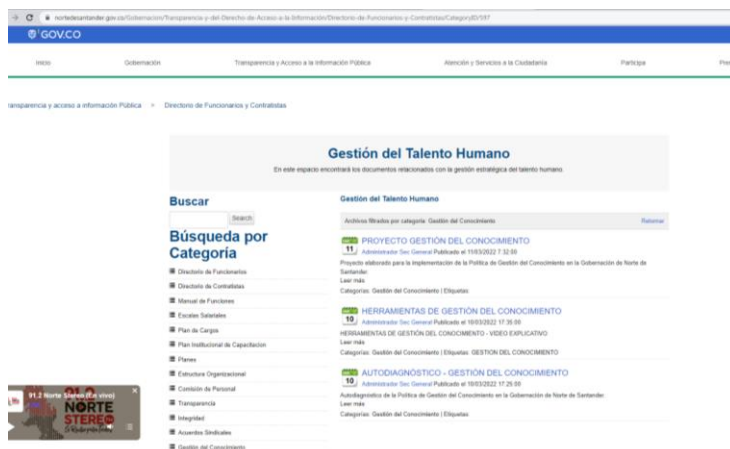 nortedesantander.gov.co/Gobernación/Transparencia-y-del-Derecho-de-Acceso-a-la-Información/Directorio-de-Funcionarios-y-Contratistas/CategoryID/597
GOV.CO
Inicio Gobernación Transparencia y Acceso a la Información Pública Atención y Servicios a la Ciudadanía Participa
ransparencia y acceso a información Pública > Directorio de Funcionarios y Contratistas
Gestión del Talento Humano
En este espacio encontrará los documentos relacionados con la gestión estratégica del talento humano.
Buscar
Search
Búsqueda por
Categoría
Directorio de Funcionarios
Directorio de Contratistas
Manual de Funciones
Escalas Salariales
Plan de Cargos
Plan Institucional de Capacitacion
Planes
Estructura Organizacional
Comisión de Personal
Transparencia
Integridad
Acuerdos Sindicales
Gestión del Conocimiento
Gestión del Talento Humano
Archivos filtrados por categoría: Gestión del Conocimiento Retornar
11 PROYECTO GESTIÓN DEL CONOCIMIENTO
Administrador Sec General Publicado el 11/03/2022 7:32:00
Proyecto elaborado para la implementación de la Política de Gestión del Conocimiento en la Gobernación de Norte de
Santander.
Leer más
Categorías: Gestión del Conocimiento | Etiquetas:
10 HERRAMIENTAS DE GESTIÓN DEL CONOCIMIENTO
Administrador Sec General Publicado el 10/03/2022 17:35:00
HERRAMIENTAS DE GESTIÓN DEL CONOCIMIENTO - VIDEO EXPLICATIVO
Leer más
Categorías: Gestión del Conocimiento | Etiquetas: GESTION DEL CONOCIMIENTO
10 AUTODIAGNÓSTICO - GESTIÓN DEL CONOCIMIENTO
Administrador Sec General Publicado el 10/03/2022 17:25:00
Autodiagnóstico de la Política de Gestión del Conocimiento en la Gobernación de Norte de Santander.
Leer más
Categorías: Gestión del Conocimiento | Etiquetas:
91.2 Norte Stereo (En vivo)
91.2
NORTE
STEREO